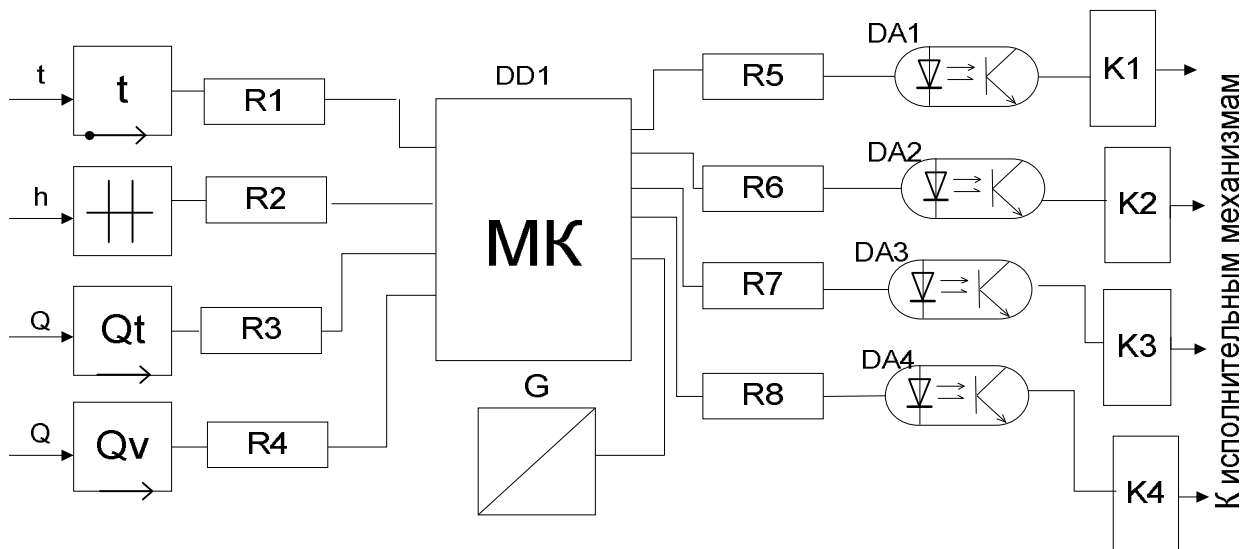 t
t
R1
h
R2
Q
Qt
R3
Q
Qv
R4
DD1
МК
G
R5
DA1
K1
R6
DA2
K2
R7
DA3
K3
R8
DA4
K4
К исполнительным механизмам